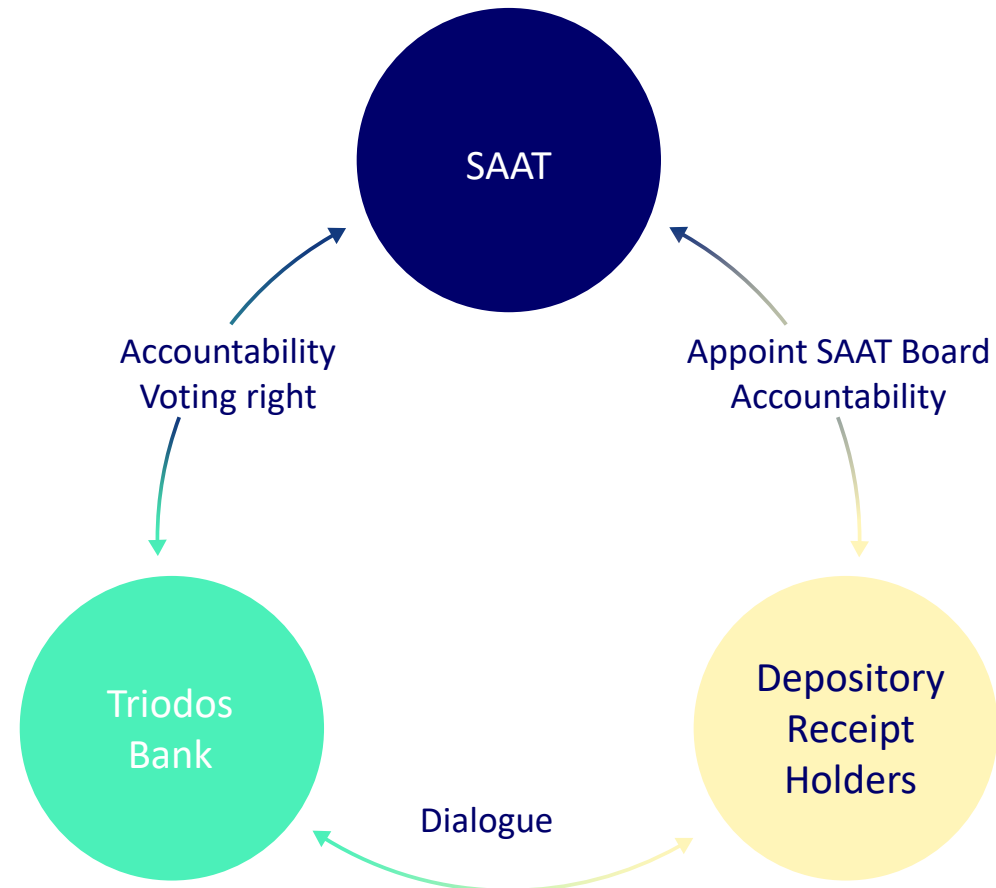 SAAT
Accountability
Voting right
Appoint SAAT Board
Accountability
Triodos
Bank
Depository
Receipt
Holders
Dialogue